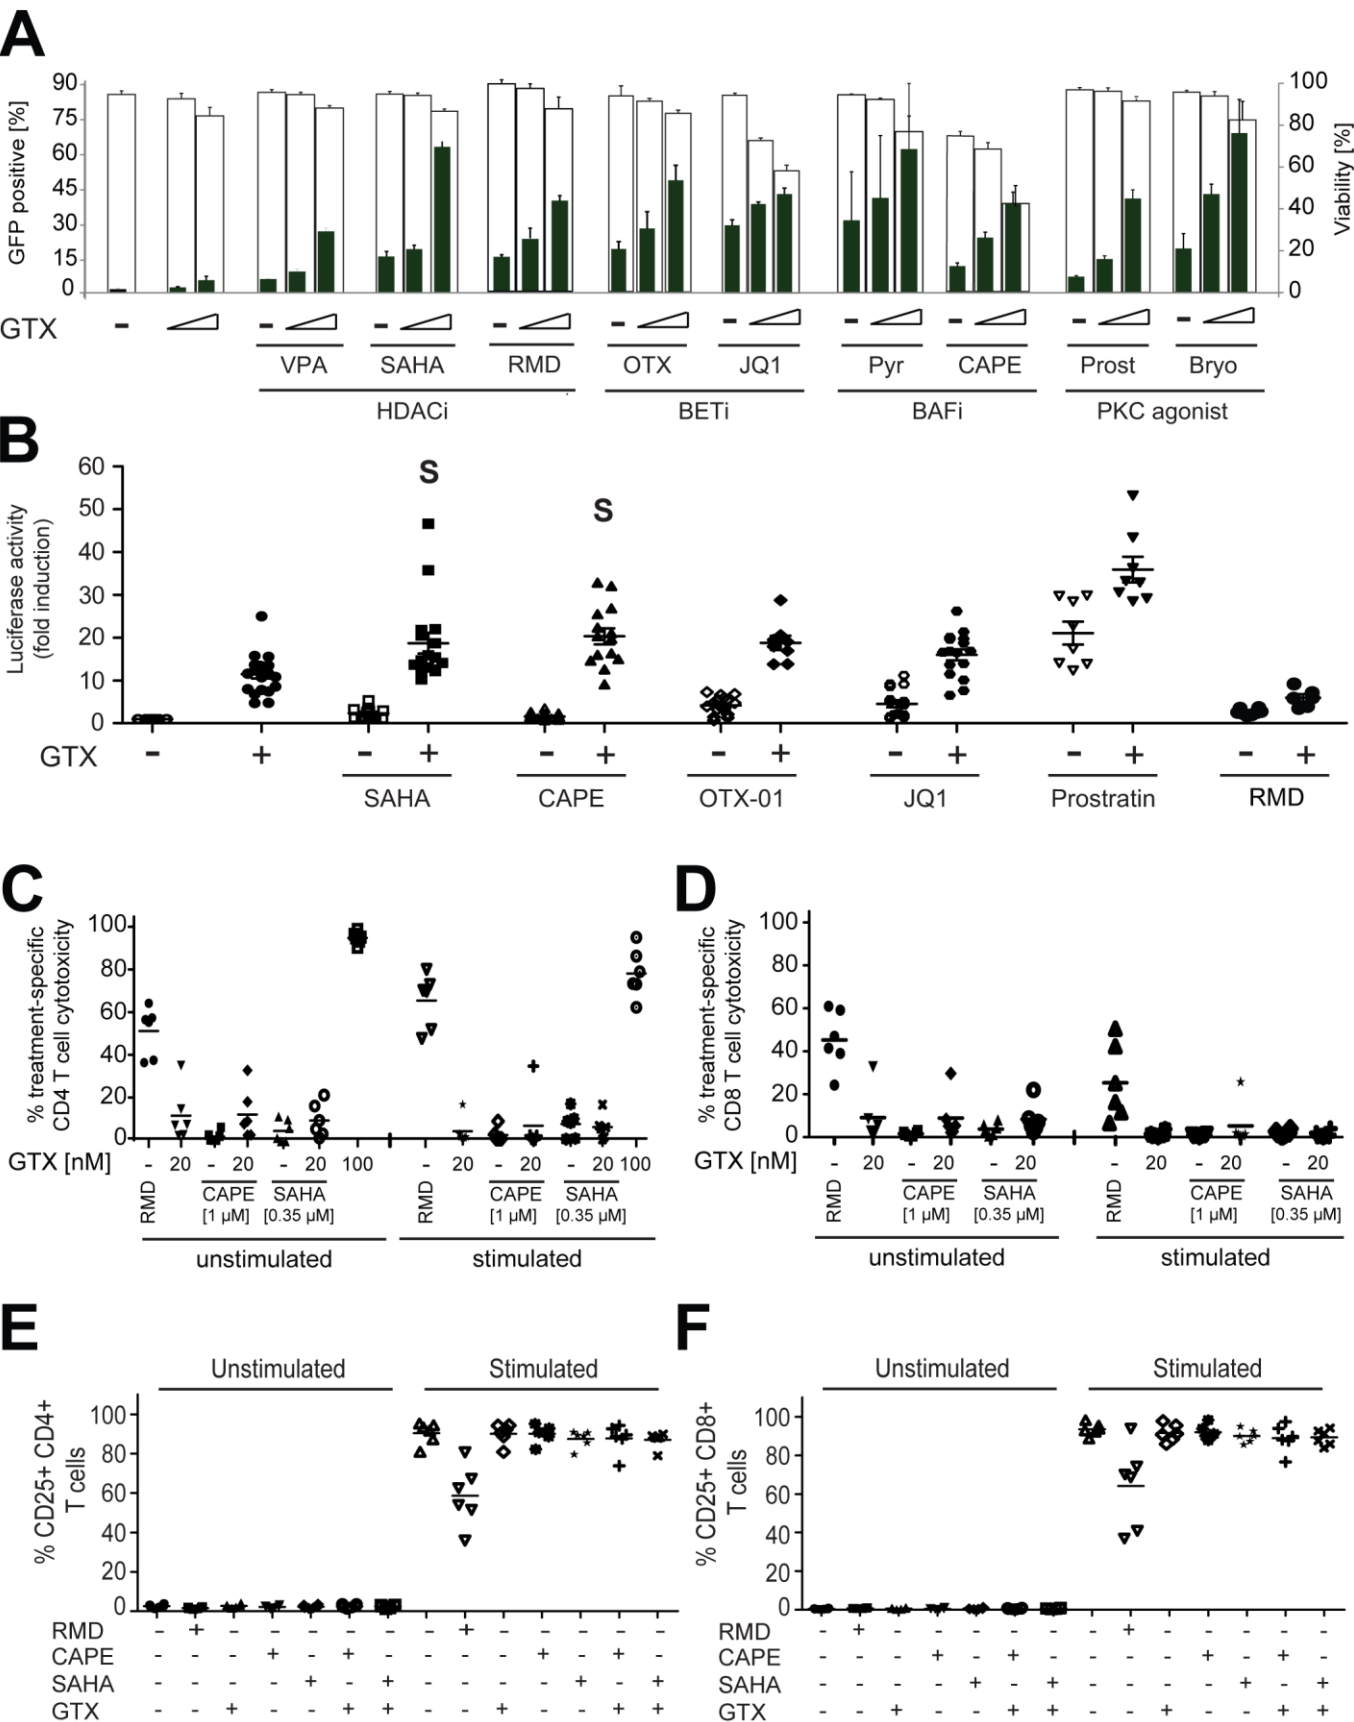 A
GFP positive [%]
90
75
60
45
30
15
0
100
80
60
40
20
0
Viability [%]
GTX - - - - - - - - - -
VPA SAHA RMD OTX JQ1 Pyr CAPE Prost Bryo
HDACi BETi BAFi PKC agonist
B
Luciferase activity
(fold induction)
60
50
40
30
20
10
0
S
S
GTX - + - + - + - + - + - + - +
SAHA CAPE OTX-01 JQ1 Prostratin RMD
C
% treatment-specific
CD4 T cell cytotoxicity
100
80
60
40
20
0
GTX [nM] - 20 - 20 - 20 100 - 20 - 20 - 20 100
RMD CAPE SAHA RMD CAPE SAHA
[1 µM] [0.35 µM] [1 µM] [0.35 µM]
unstimulated stimulated
D
% treatment-specific
CD8 T cell cytotoxicity
100
80
60
40
20
0
GTX [nM] - 20 - 20 - 20 - 20 - 20 - 20
RMD CAPE SAHA RMD CAPE SAHA
[1 µM] [0.35 µM] [1 µM] [0.35 µM]
unstimulated stimulated
E
Unstimulated Stimulated
% CD25+ CD4+
T cells
100
80
60
40
20
0
RMD - + - - - - - - + - - - - -
CAPE - - - + - + - - - - + - + -
SAHA - - - - + - + - - - - + - +
GTX - - + - - + + - - + - - + +
F
Unstimulated Stimulated
% CD25+ CD8+
T cells
100
80
60
40
20
0
RMD - + - - - - - - + - - - - -
CAPE - - - + - + - - - - + - + -
SAHA - - - - + - + - - - - + - +
GTX - - + - - + + - - + - - + +